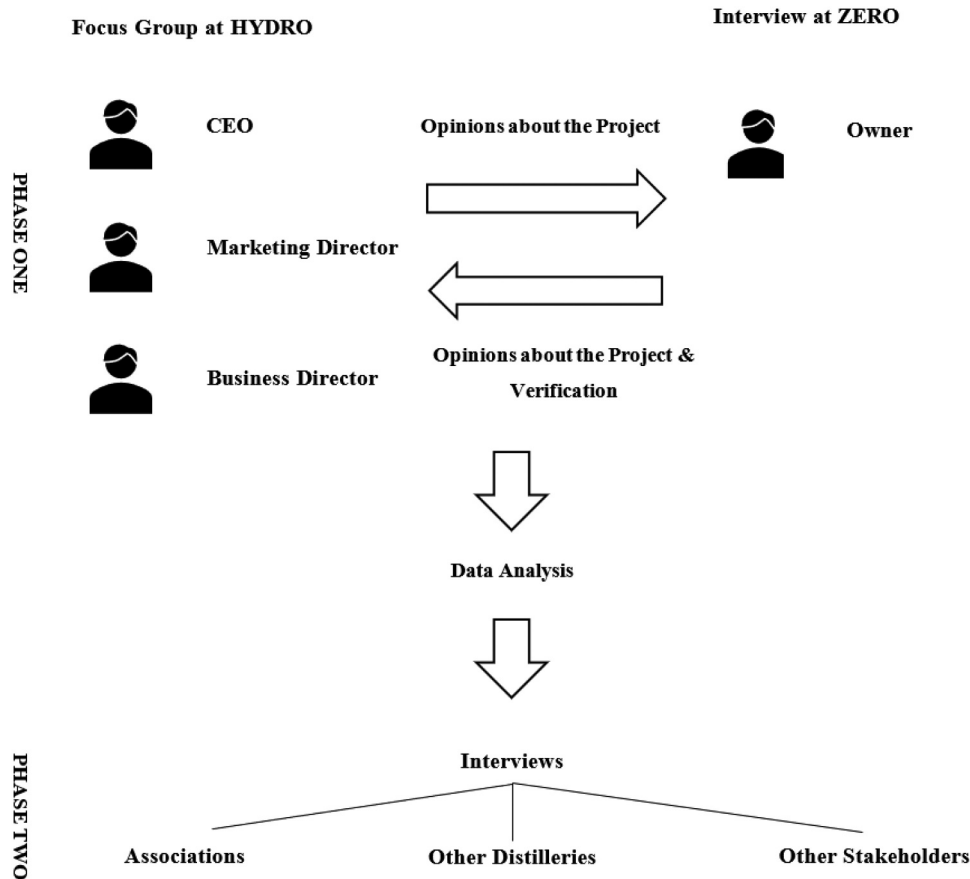 Focus Group at HYDRO
Interview at ZERO
PHASE ONE
CEO
Opinions about the Project
Owner
Marketing Director
Opinions about the Project &
Verification
Business Director
Data Analysis
PHASE TWO
Interviews
Associations
Other Distilleries
Other Stakeholders